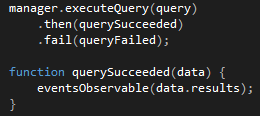 manager.executeQuery(query)
    .then(querySucceeded)
    .fail(queryFailed);

function querySucceeded(data) {
    eventsObservable(data.results);
}